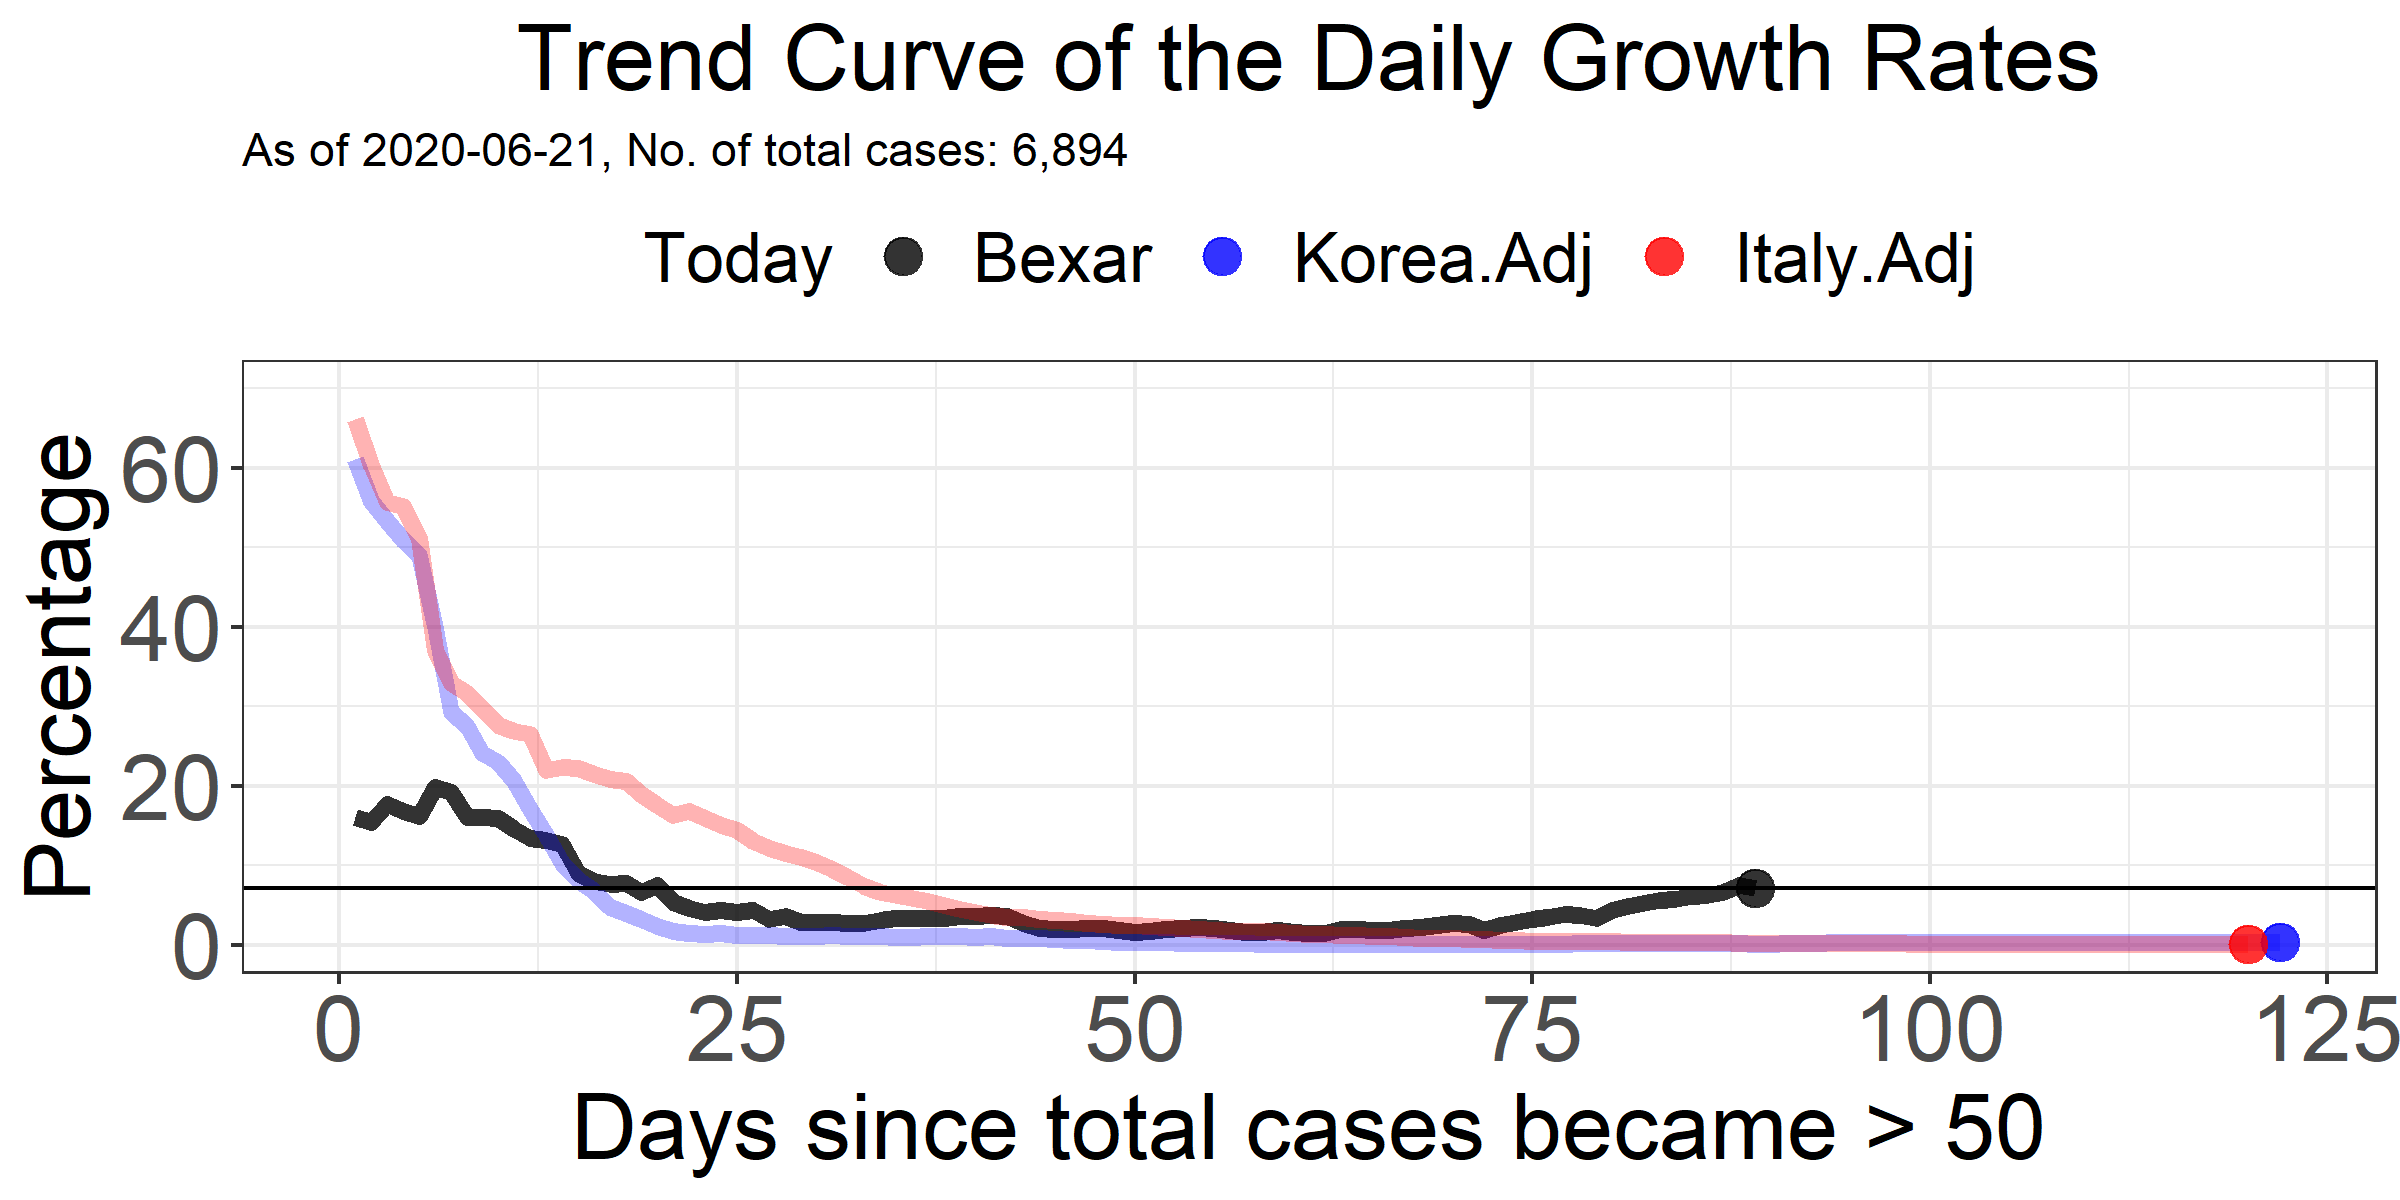 Trend Curve of the Daily Growth Rates
As of 2020-06-21, No. of total cases: 6,894
Today Bexar Korea.Adj Italy.Adj
Percentage
60
40
20
0
0 25 50 75 100 125
Days since total cases became > 50